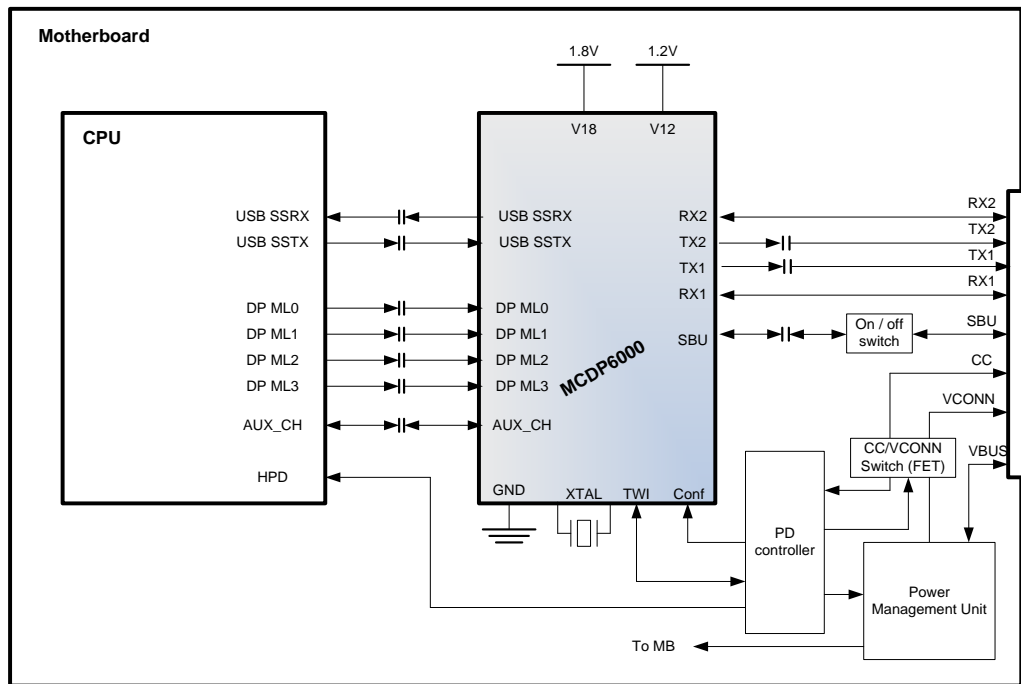 Motherboard
1.8V
1.2V
CPU
V18
V12
USB SSRX
USB SSTX
DP ML0
DP ML1
DP ML2
DP ML3
AUX_CH
HPD
USB SSRX
USB SSTX
DP ML0
DP ML1
DP ML2
DP ML3
AUX_CH
MCDP6000
RX2
TX2
TX1
RX1
SBU
GND
XTAL
TWI
Conf
RX2
TX2
TX1
RX1
SBU
CC
VCONN
VBUS
On / off
switch
CC/VCONN
Switch (FET)
PD
controller
Power
Management Unit
To MB